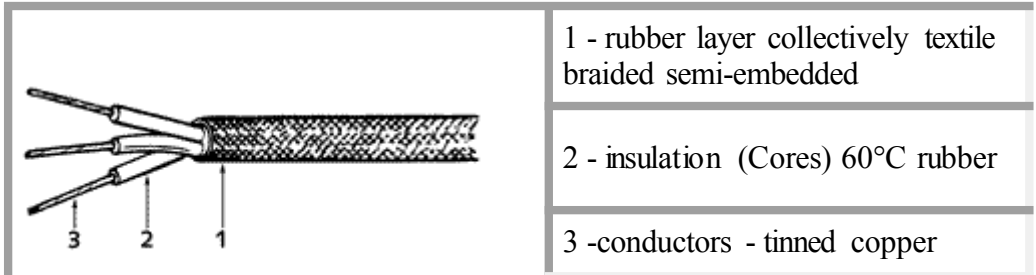 3 2 1
1 - rubber layer collectively textile
braided semi-embedded
2 - insulation (Cores) 60°C rubber
3 -conductors - tinned copper